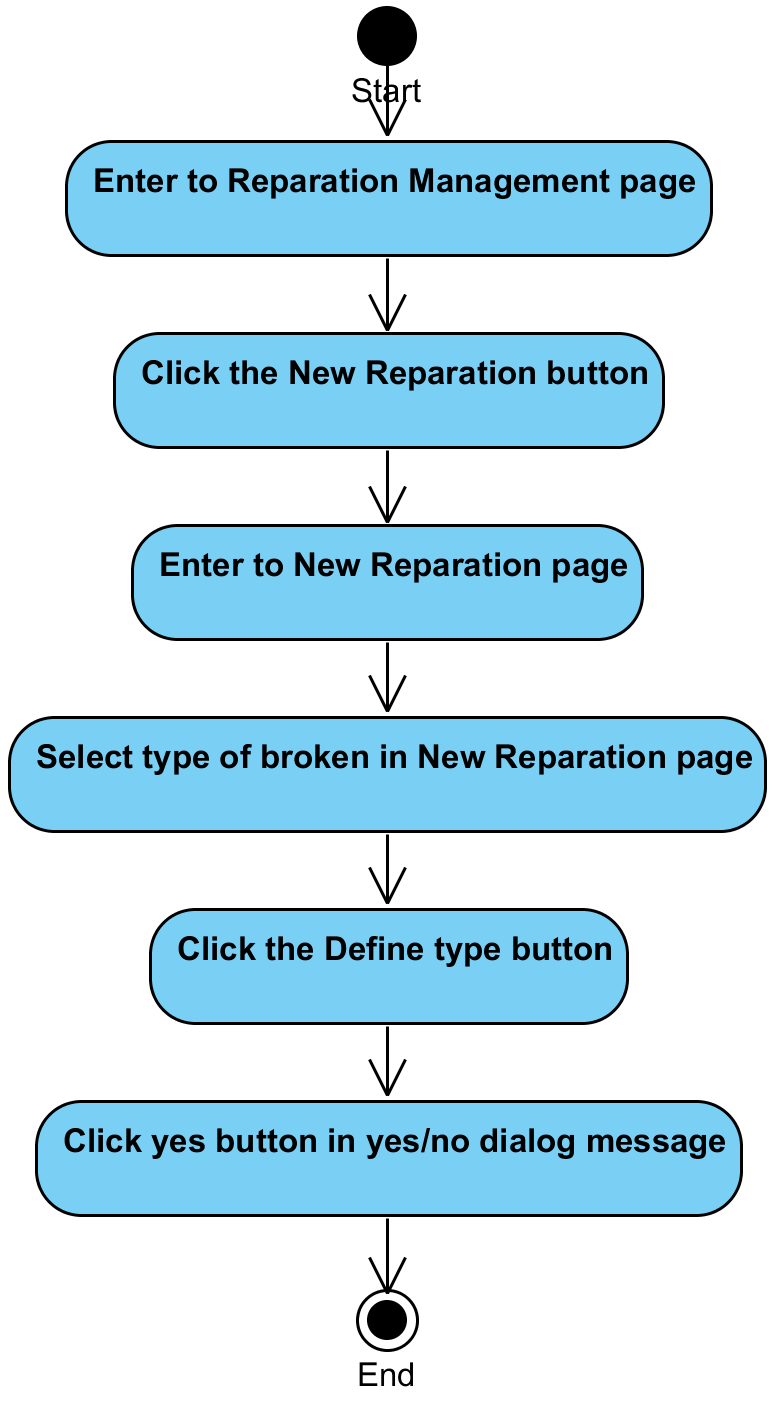 Start
Enter to Reparation Management page
Click the New Reparation button
Enter to New Reparation page
Select type of broken in New Reparation page
Click the Define type button
Click yes button in yes/no dialog message
End